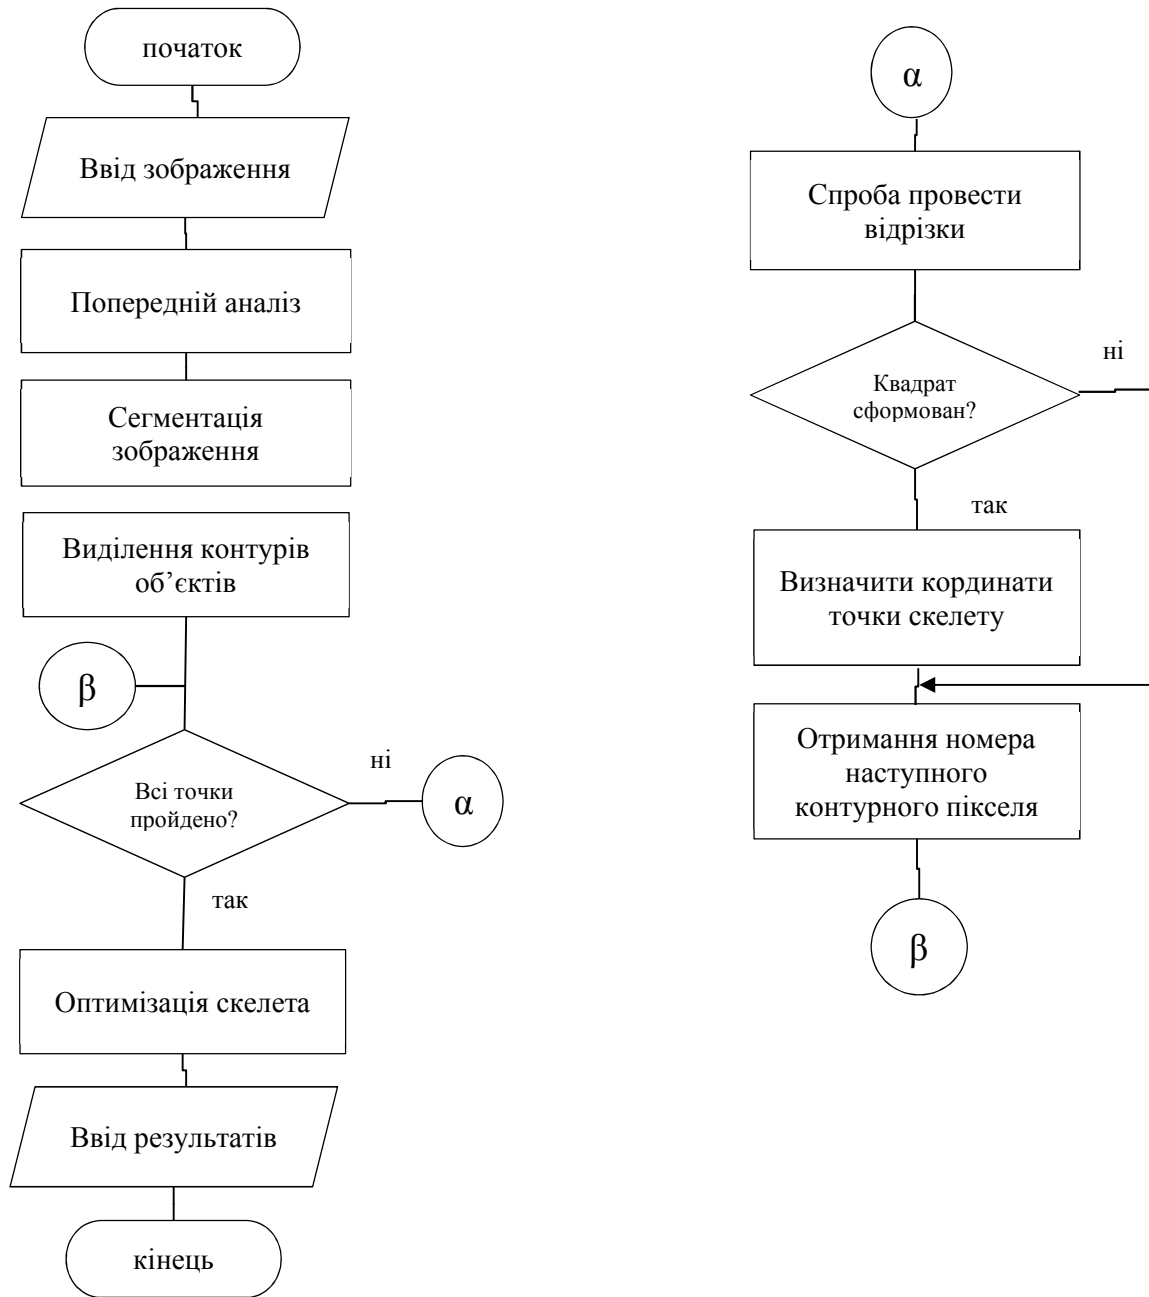 початок
Ввід зображення
Попередній аналіз
Сегментація
зображення
Виділення контурів
об’єктів
β
Всі точки
пройдено?
ні
α
так
Оптимізація скелета
Ввід результатів
кінець
α
Спроба провести
відрізки
Квадрат
сформован?
ні
так
Визначити кординати
точки скелету
Отримання номера
наступного
контурного пікселя
β